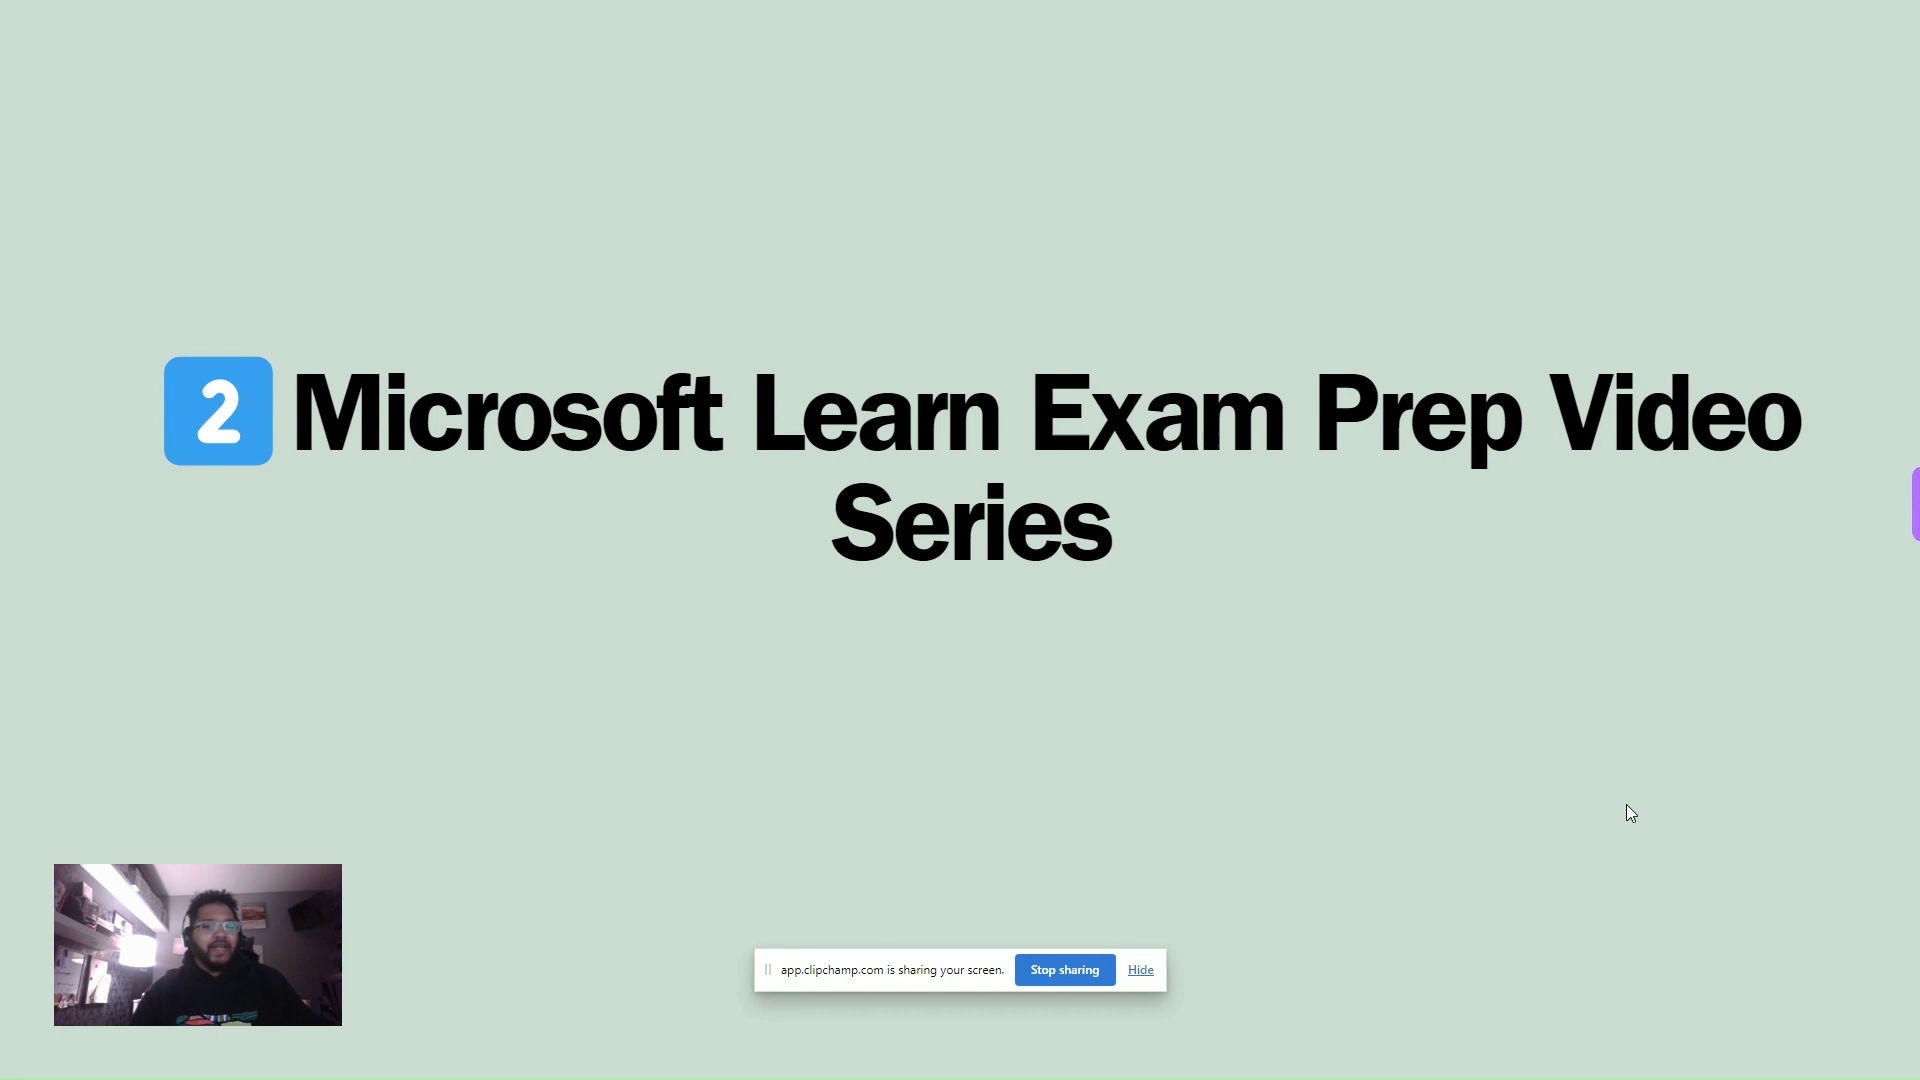 2 Microsoft Learn Exam Prep Video
Series
app.clipchamp.com is sharing your screen. Stop sharing Hide